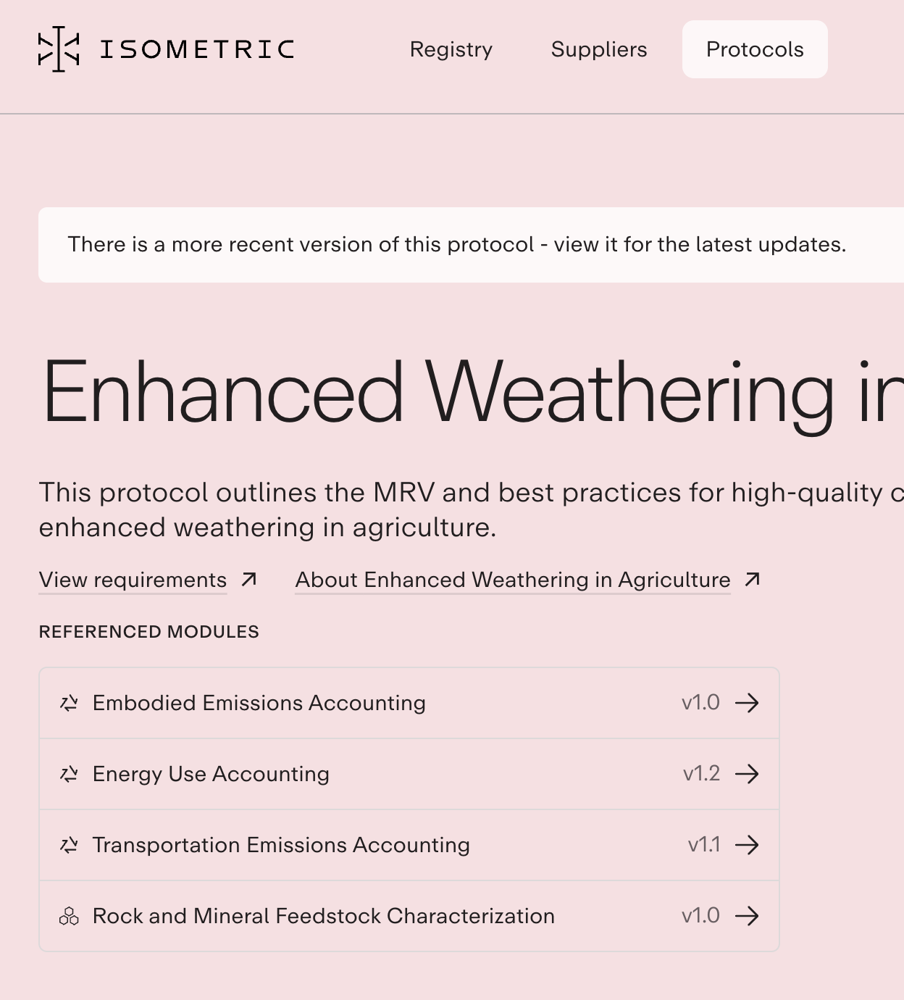 ISOMETRIC Registry Suppliers Protocols
There is a more recent version of this protocol - view it for the latest updates.
Enhanced Weathering in
This protocol outlines the MRV and best practices for high-quality c
enhanced weathering in agriculture.
View requirements About Enhanced Weathering in Agriculture
REFERENCED MODULES
Embodied Emissions Accounting v1.0
Energy Use Accounting v1.2
Transportation Emissions Accounting v1.1
Rock and Mineral Feedstock Characterization v1.0